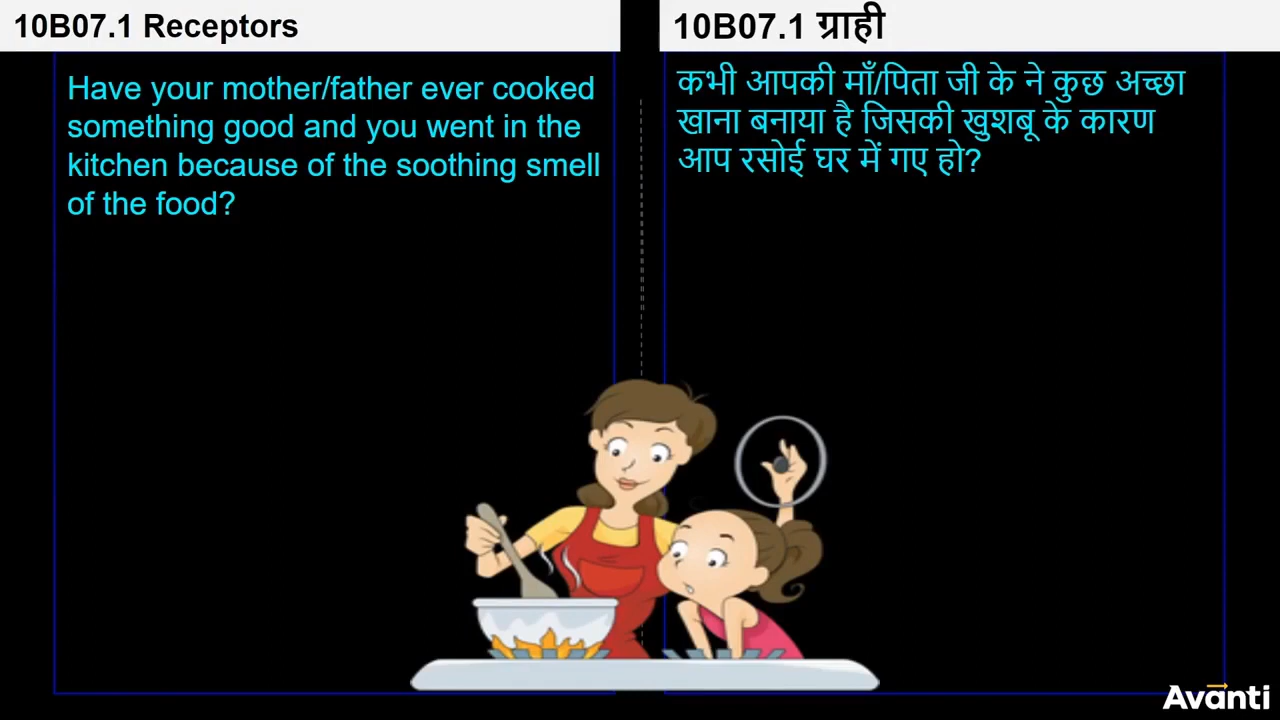 10B07.1 Receptors
Have your mother/father ever cooked
something good and you went in the
kitchen because of the soothing smell
of the food?
10B07.1 ग्राही
कभी आपकी माँ/पिता जी के ने कुछ अच्छा
खाना बनाया है जिसकी खुशबू के कारण
आप रसोई घर में गए हो?
Avanti